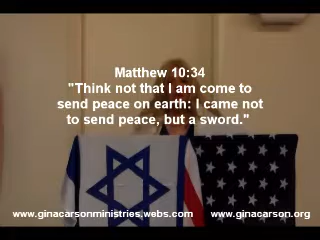 Matthew 10:34
"Think not that I am come to
send peace on earth: I came not
to send peace, but a sword."
www.ginacarsonministries.webs.com www.ginacarson.org